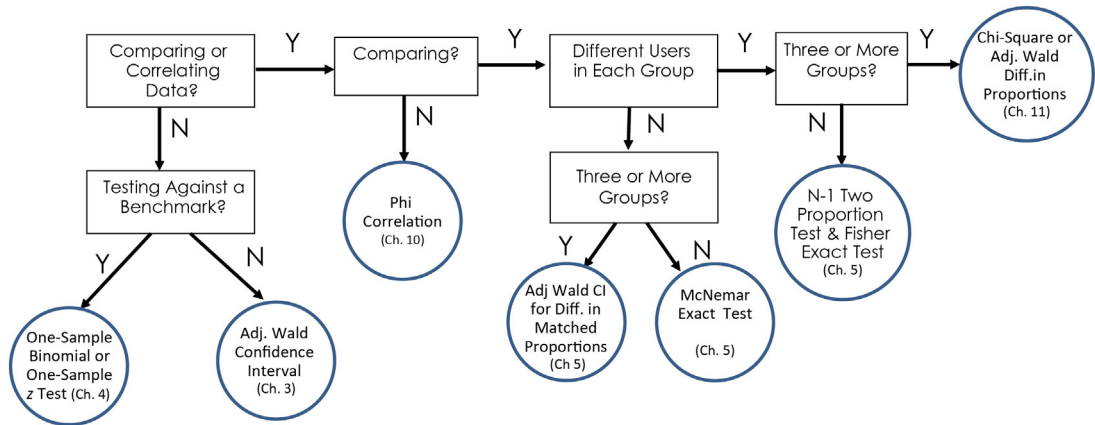 Comparing or
Correlating
Data?
Y
Comparing?
Y
Different Users
in Each Group
Y
Three or More
Groups?
Y
Chi-Square or
Adj. Wald
Diff.in
Proportions
(Ch. 11)
N
N
N
N
Testing Against a
Benchmark?
Phi
Correlation
(Ch. 10)
Three or More
Groups?
N-1 Two
Proportion
Test & Fisher
Exact Test
(Ch. 5)
Y
N
Y
N
One-Sample
Binomial or
One-Sample
z Test (Ch. 4)
Adj. Wald
Confidence
Interval
(Ch. 3)
Adj Wald CI
for Diff. in
Matched
Proportions
(Ch 5)
McNemar
Exact Test
(Ch. 5)